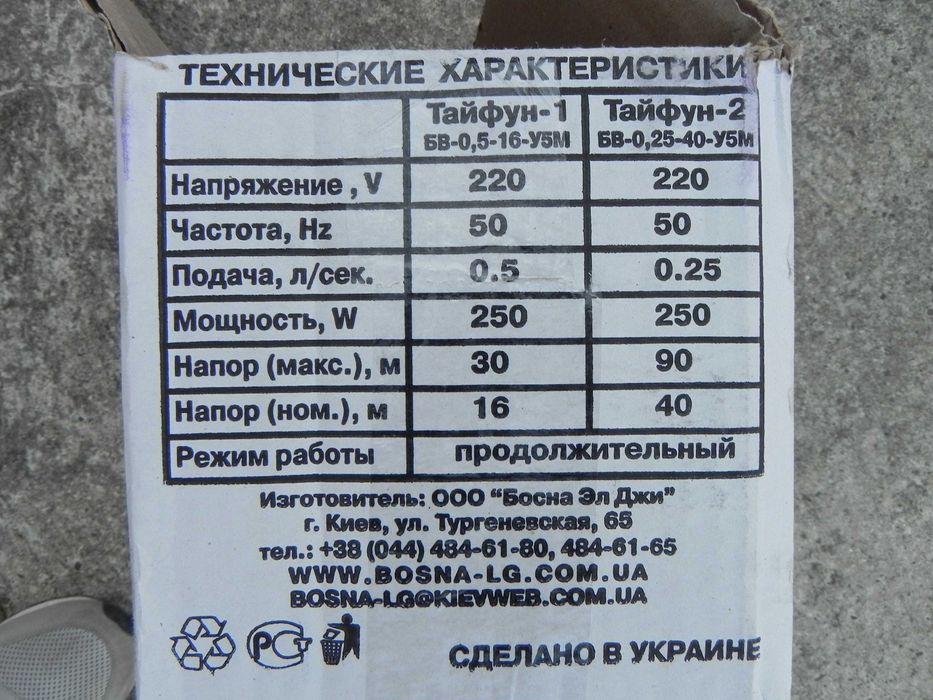 ТЕХНИЧЕСКИЕ ХАРАКТЕРИСТИКИ
Тайфун-1 Тайфун-2
БВ-0,5-16-У5М БВ-0,25-40-У5М
Напряжение , V 220 220
Частота, Hz 50 50
Подача, л/сек. 0.5 0.25
Мощность, W 250 250
Напор (макс.), м 30 90
Напор (ном.), м 16 40
Режим работы продолжительный
Изготовитель: ООО "Босна Эл Джи"
г. Киев, ул. Тургеневская, 65
тел.: +38 (044) 484-61-80, 484-61-65
WWW.BOSNA-LG.COM.UA
BOSNA-LG@KIEVWEB.COM.UA
РСТ
СДЕЛАНО В УКРАИНЕ